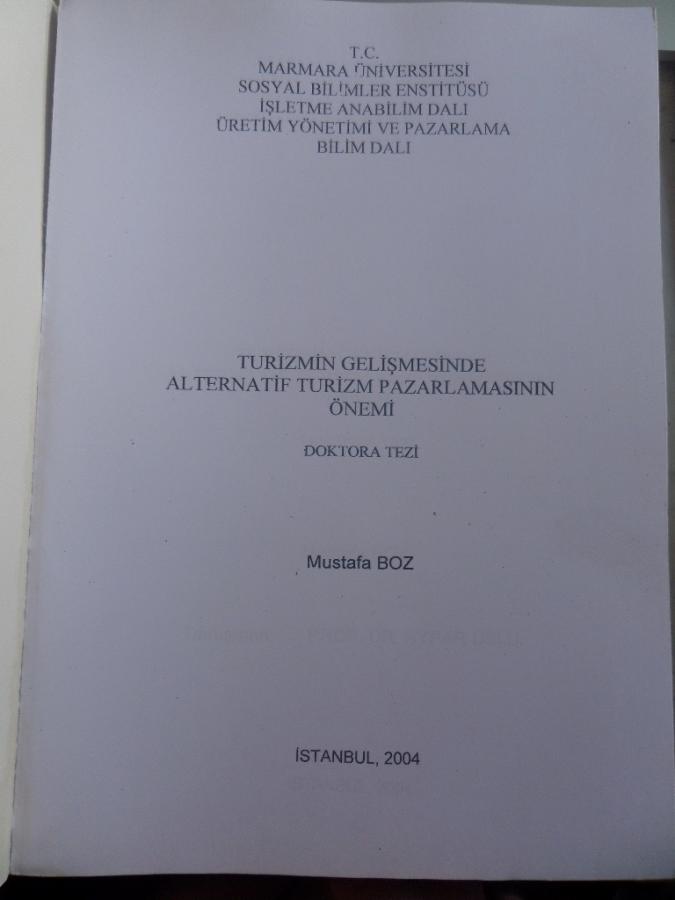 T.C.
MARMARA ÜNİVERSİTESİ
SOSYAL BİLİMLER ENSTİTÜSÜ
İŞLETME ANABİLİM DALI
ÜRETİM YÖNETİMİ VE PAZARLAMA
BİLİM DALI
TURİZMİN GELİŞMESİNDE
ALTERNATİF TURİZM PAZARLAMASININ
ÖNEMİ
DOKTORA TEZİ
Mustafa BOZ
İSTANBUL, 2004